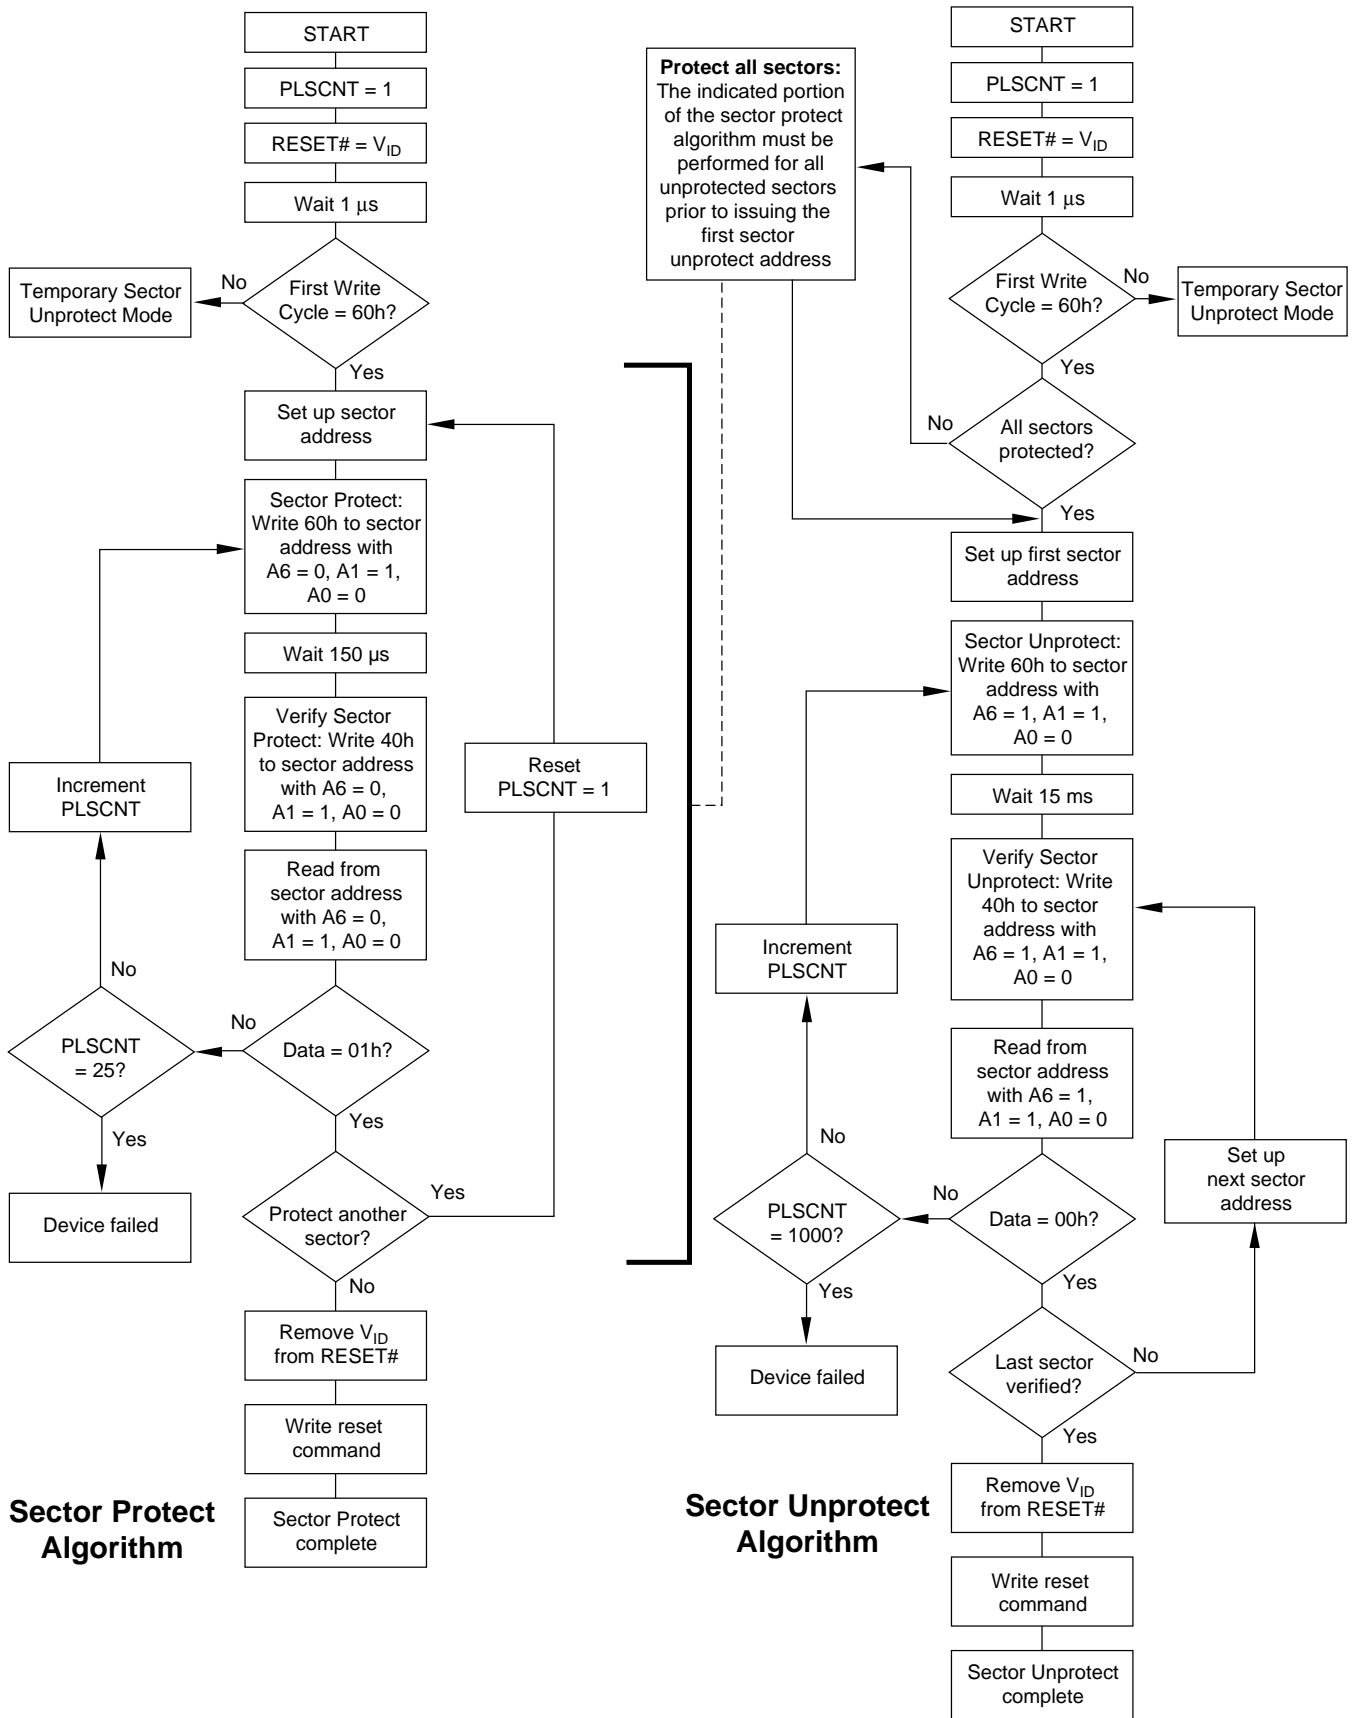 START
PLSCNT = 1
RESET# = VID
Wait 1 μs
No
First Write
Cycle = 60h?
Temporary Sector
Unprotect Mode
Yes
Set up sector
address
Sector Protect:
Write 60h to sector
address with
A6 = 0, A1 = 1,
A0 = 0
Wait 150 µs
Verify Sector
Protect: Write 40h
to sector address
with A6 = 0,
A1 = 1, A0 = 0
Reset
PLSCNT = 1
Increment
PLSCNT
Read from
sector address
with A6 = 0,
A1 = 1, A0 = 0
No
No
PLSCNT
= 25?
Data = 01h?
Yes
Yes
Device failed
Yes
Protect another
sector?
No
Remove VID
from RESET#
Write reset
command
Sector Protect
complete
Sector Protect
Algorithm
Protect all sectors:
The indicated portion
of the sector protect
algorithm must be
performed for all
unprotected sectors
prior to issuing the
first sector
unprotect address
START
PLSCNT = 1
RESET# = VID
Wait 1 μs
First Write
Cycle = 60h?
No
Temporary Sector
Unprotect Mode
Yes
No
All sectors
protected?
Yes
Set up first sector
address
Sector Unprotect:
Write 60h to sector
address with
A6 = 1, A1 = 1,
A0 = 0
Wait 15 ms
Verify Sector
Unprotect: Write
40h to sector
address with
A6 = 1, A1 = 1,
A0 = 0
Increment
PLSCNT
Read from
sector address
with A6 = 1,
A1 = 1, A0 = 0
No
No
PLSCNT
= 1000?
Data = 00h?
Set up
next sector
address
Yes
Yes
Device failed
Last sector
verified?
No
Yes
Remove VID
from RESET#
Write reset
command
Sector Unprotect
complete
Sector Unprotect
Algorithm